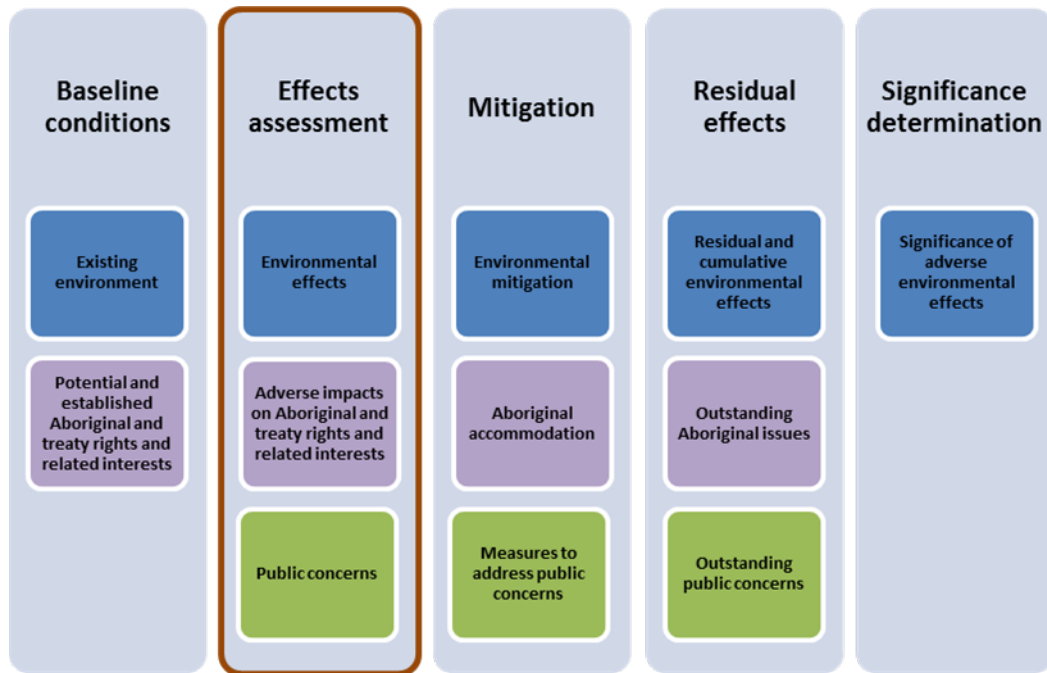 Baseline
conditions
Effects
assessment
Mitigation
Residual
effects
Significance
determination
Existing
environment
Environmental
effects
Environmental
mitigation
Residual and
cumulative
environmental
effects
Significance of
adverse
environmental
effects
Potential and
established
Aboriginal and
treaty rights and
related interests
Adverse impacts
on Aboriginal and
treaty rights and
related interests
Aboriginal
accommodation
Outstanding
Aboriginal issues
Public concerns
Measures to
address public
concerns
Outstanding
public concerns